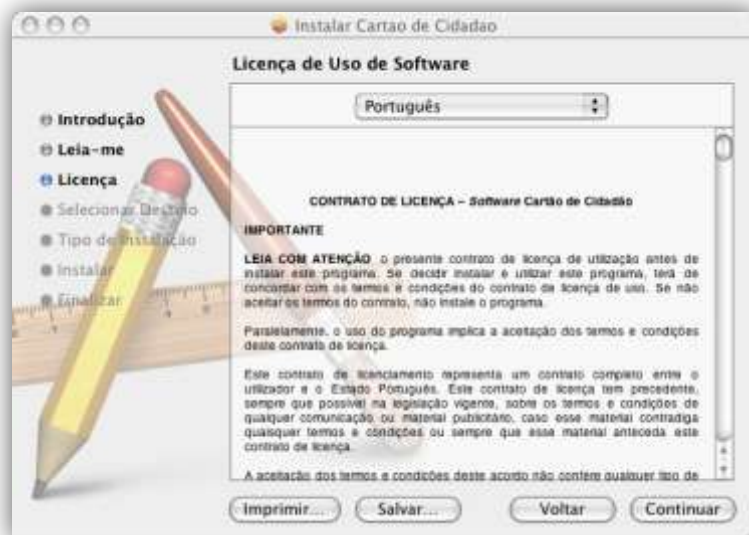 Instalar Cartao de Cidadao
Licença de Uso de Software
Introdução
Leia-me
Licença
Selecionar Destino
Tipo de Instalação
Instalar
Finalizar
Português
CONTRATO DE LICENÇA – Software Cartão de Cidadão
IMPORTANTE
LEIA COM ATENÇÃO o presente contrato de licença de utilização antes de
instalar este programa. Se decidir instalar e utilizar este programa, terá de
concordar com os termos e condições do contrato de licença de uso. Se não
aceitar os termos do contrato, não instale o programa.
Paralelamente, o uso do programa implica a aceitação dos termos e condições
deste contrato de licença.
Este contrato de licenciamento representa um contrato completo entre o
utilizador e o Estado Português. Este contrato de licença tem precedente,
sempre que possível na legislação vigente, sobre os termos e condições de
qualquer comunicação ou material publicitário, caso esse material contradiga
quaisquer termos e condições ou sempre que esse material anteceda este
contrato de licença.
A aceitação dos termos e condições deste acordo não confere qualquer tipo de
Imprimir...
Salvar...
Voltar
Continuar